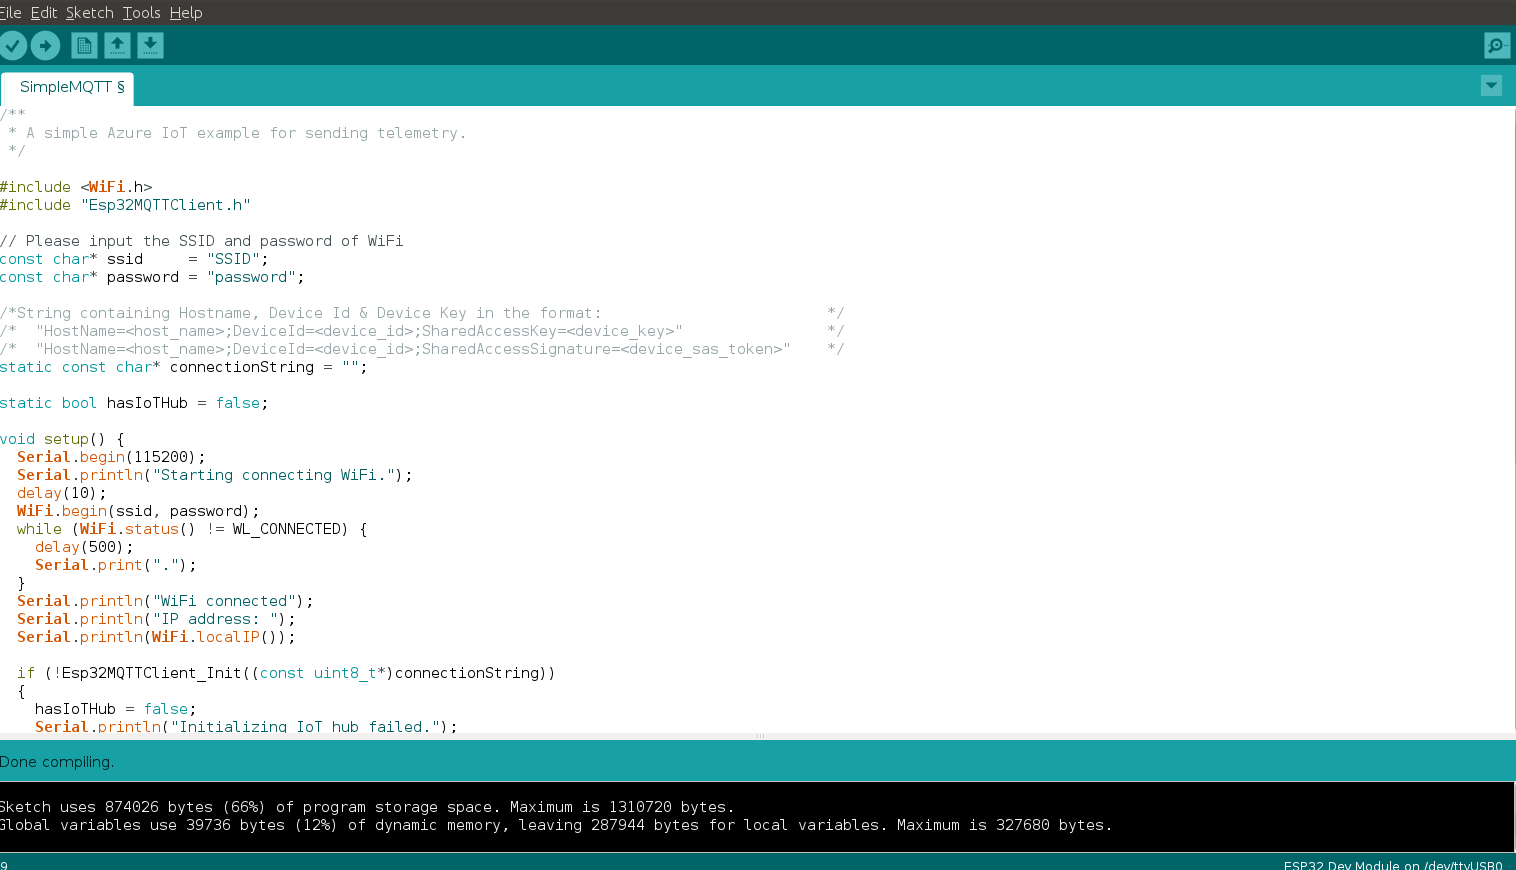 File Edit Sketch Tools Help
SimpleMQTT §
/**
 * A simple Azure IoT example for sending telemetry.
 */
#include <WiFi.h>
#include "Esp32MQTTClient.h"
// Please input the SSID and password of WiFi
const char* ssid     = "SSID";
const char* password = "password";
/*String containing Hostname, Device Id & Device Key in the format:                         */
/*  "HostName=<host_name>;DeviceId=<device_id>;SharedAccessKey=<device_key>"                */
/*  "HostName=<host_name>;DeviceId=<device_id>;SharedAccessSignature=<device_sas_token>"    */
static const char* connectionString = "";
static bool hasIoTHub = false;
void setup() {
  Serial.begin(115200);
  Serial.println("Starting connecting WiFi.");
  delay(10);
  WiFi.begin(ssid, password);
  while (WiFi.status() != WL_CONNECTED) {
    delay(500);
    Serial.print(".");
  }
  Serial.println("WiFi connected");
  Serial.println("IP address: ");
  Serial.println(WiFi.localIP());
  if (!Esp32MQTTClient_Init((const uint8_t*)connectionString))
  {
    hasIoTHub = false;
    Serial.println("Initializing IoT hub failed.");
Done compiling.
Sketch uses 874026 bytes (66%) of program storage space. Maximum is 1310720 bytes.
Global variables use 39736 bytes (12%) of dynamic memory, leaving 287944 bytes for local variables. Maximum is 327680 bytes.
9 ESP32 Dev Module on /dev/ttyUSB0